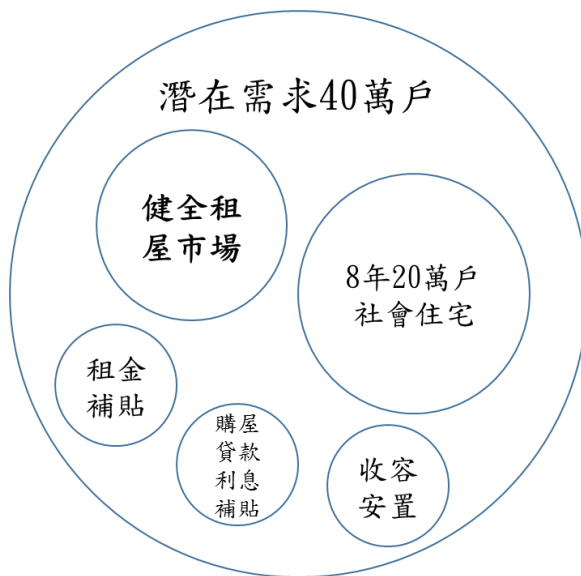 潛在需求40萬戶
健全租
屋市場
8年20萬戶
社會住宅
租金
補貼
購屋
貸款
利息
補貼
收容
安置